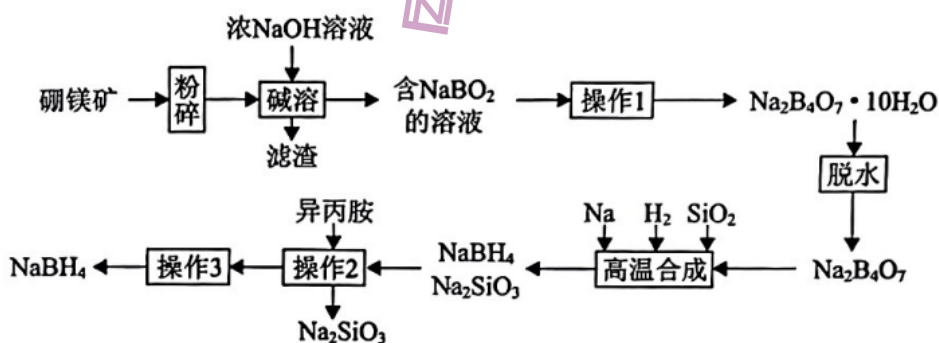 浓NaOH溶液
硼镁矿 粉碎 碱溶 含NaBO₂的溶液 操作1 Na₂B₄O₇・10H₂O
滤渣
脱水
异丙胺 Na H₂ SiO₂
NaBH₄ 操作3 操作2 NaBH₄ Na₂SiO₃ 高温合成 Na₂B₄O₇
Na₂SiO₃